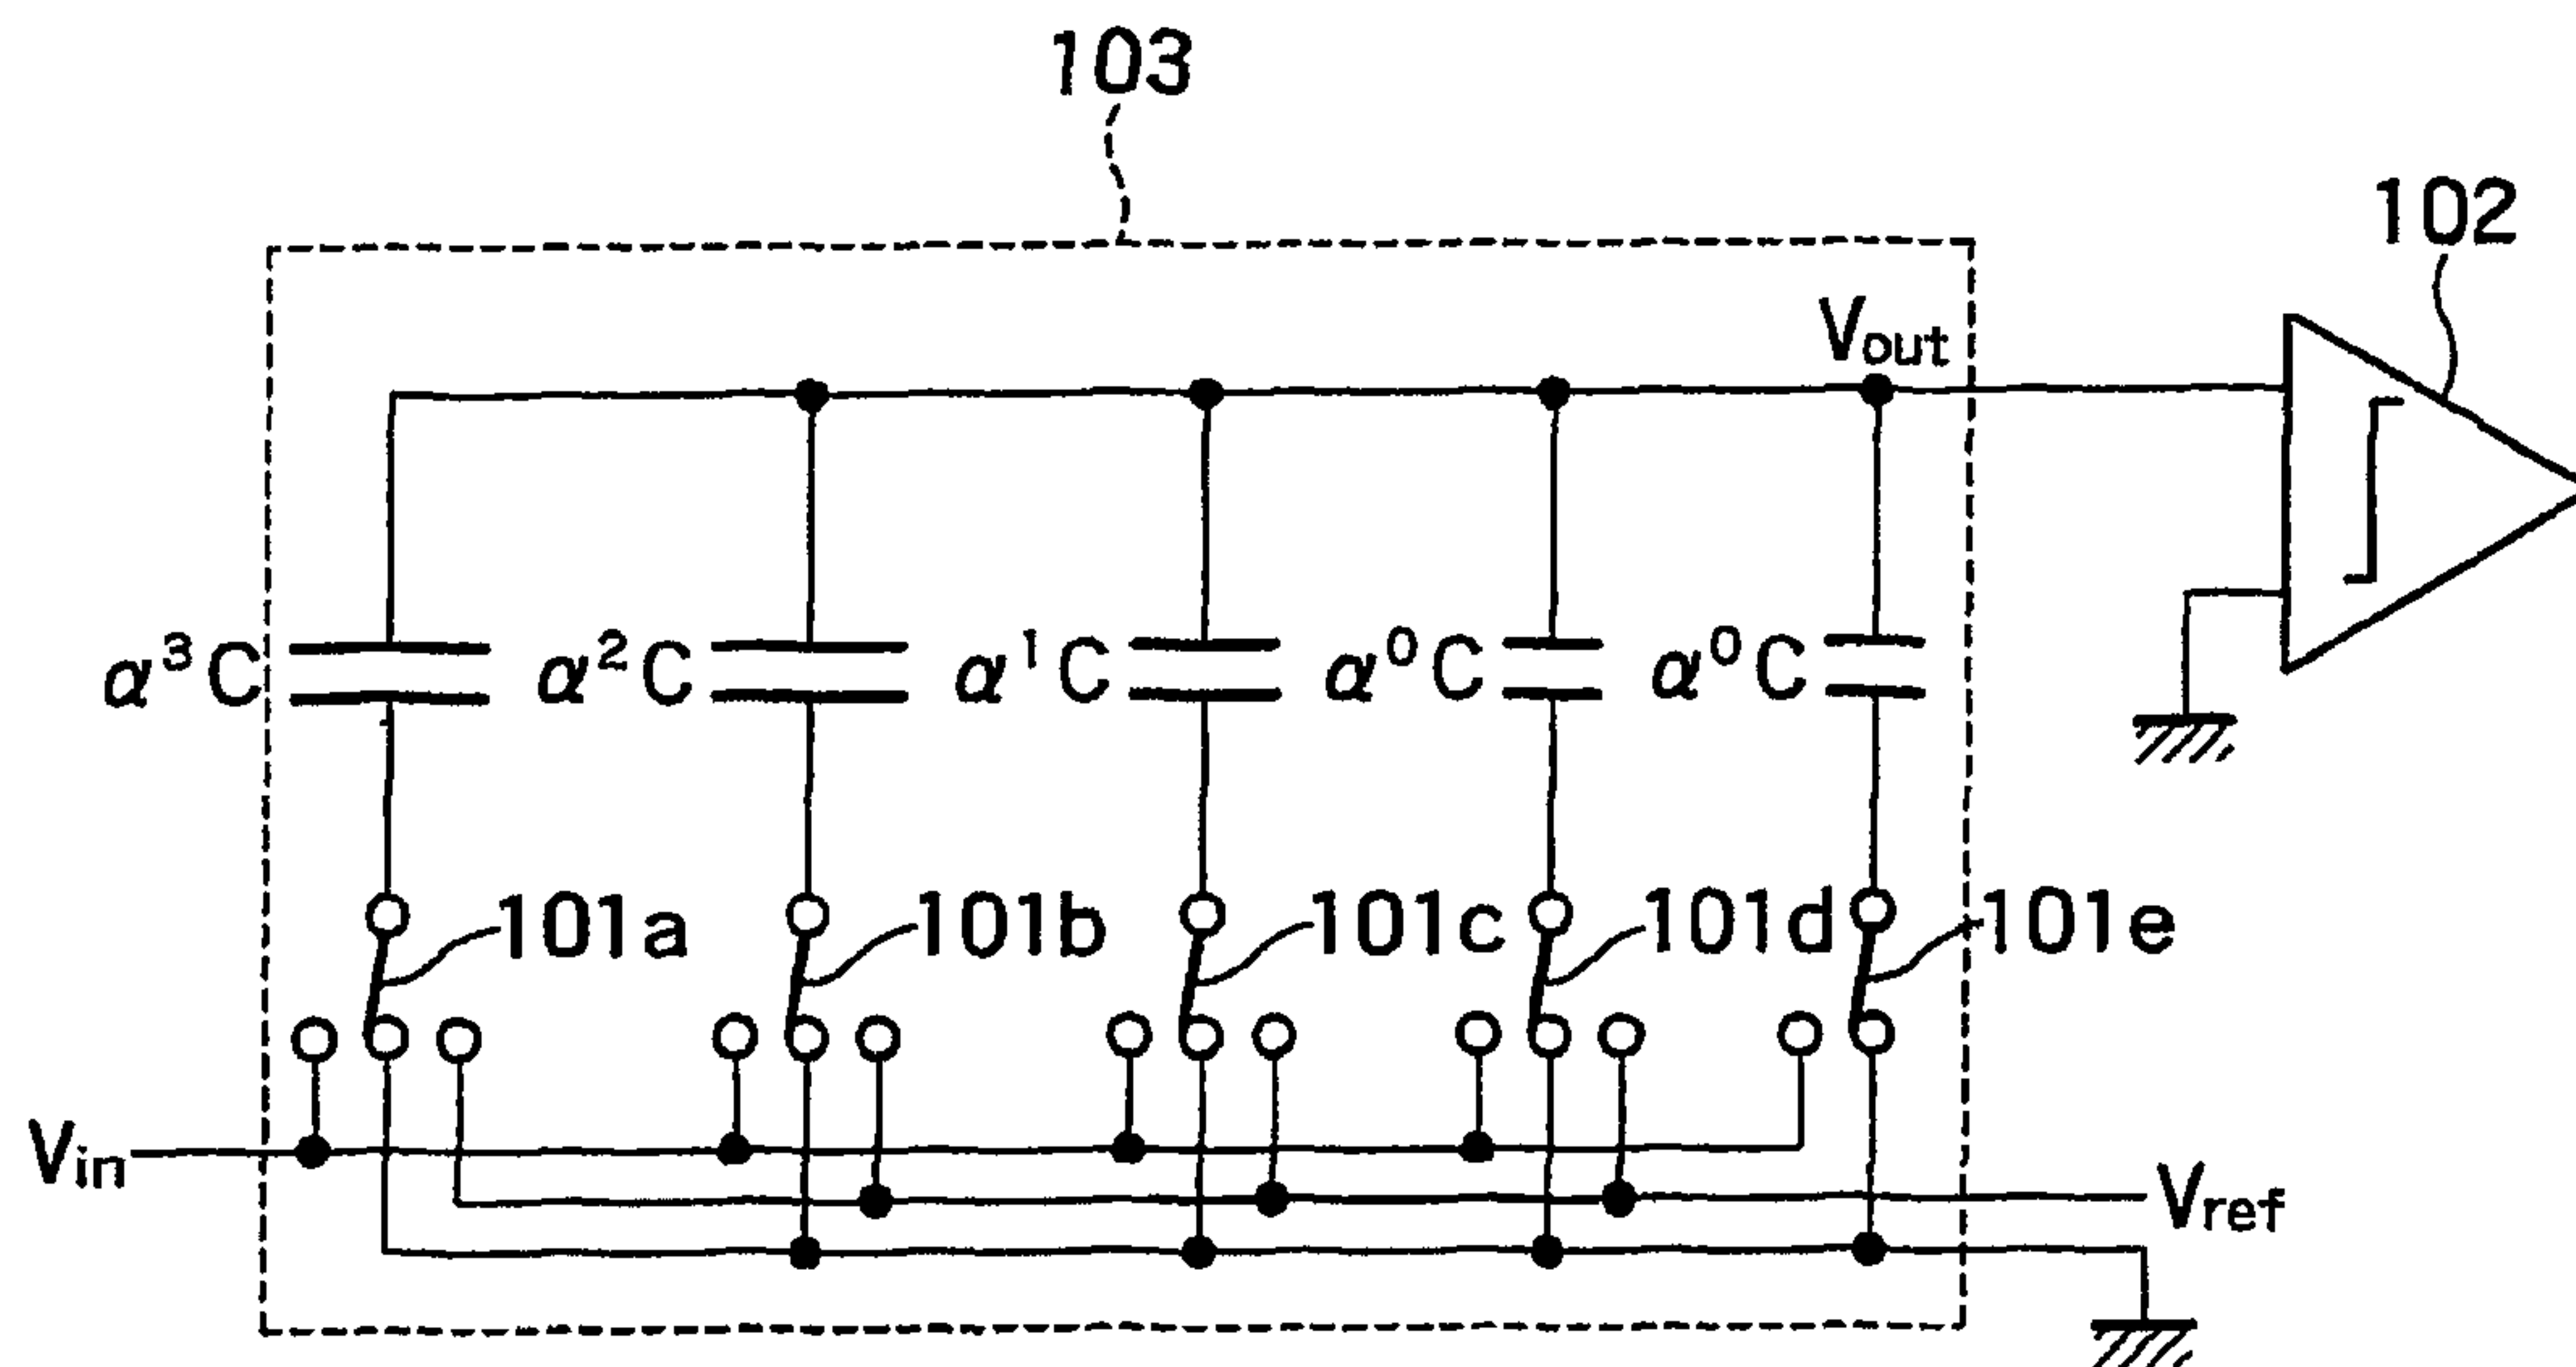 103
102
Vout
α³C α²C α¹C α⁰C α⁰C
101a 101b 101c 101d 101e
Vin
Vref